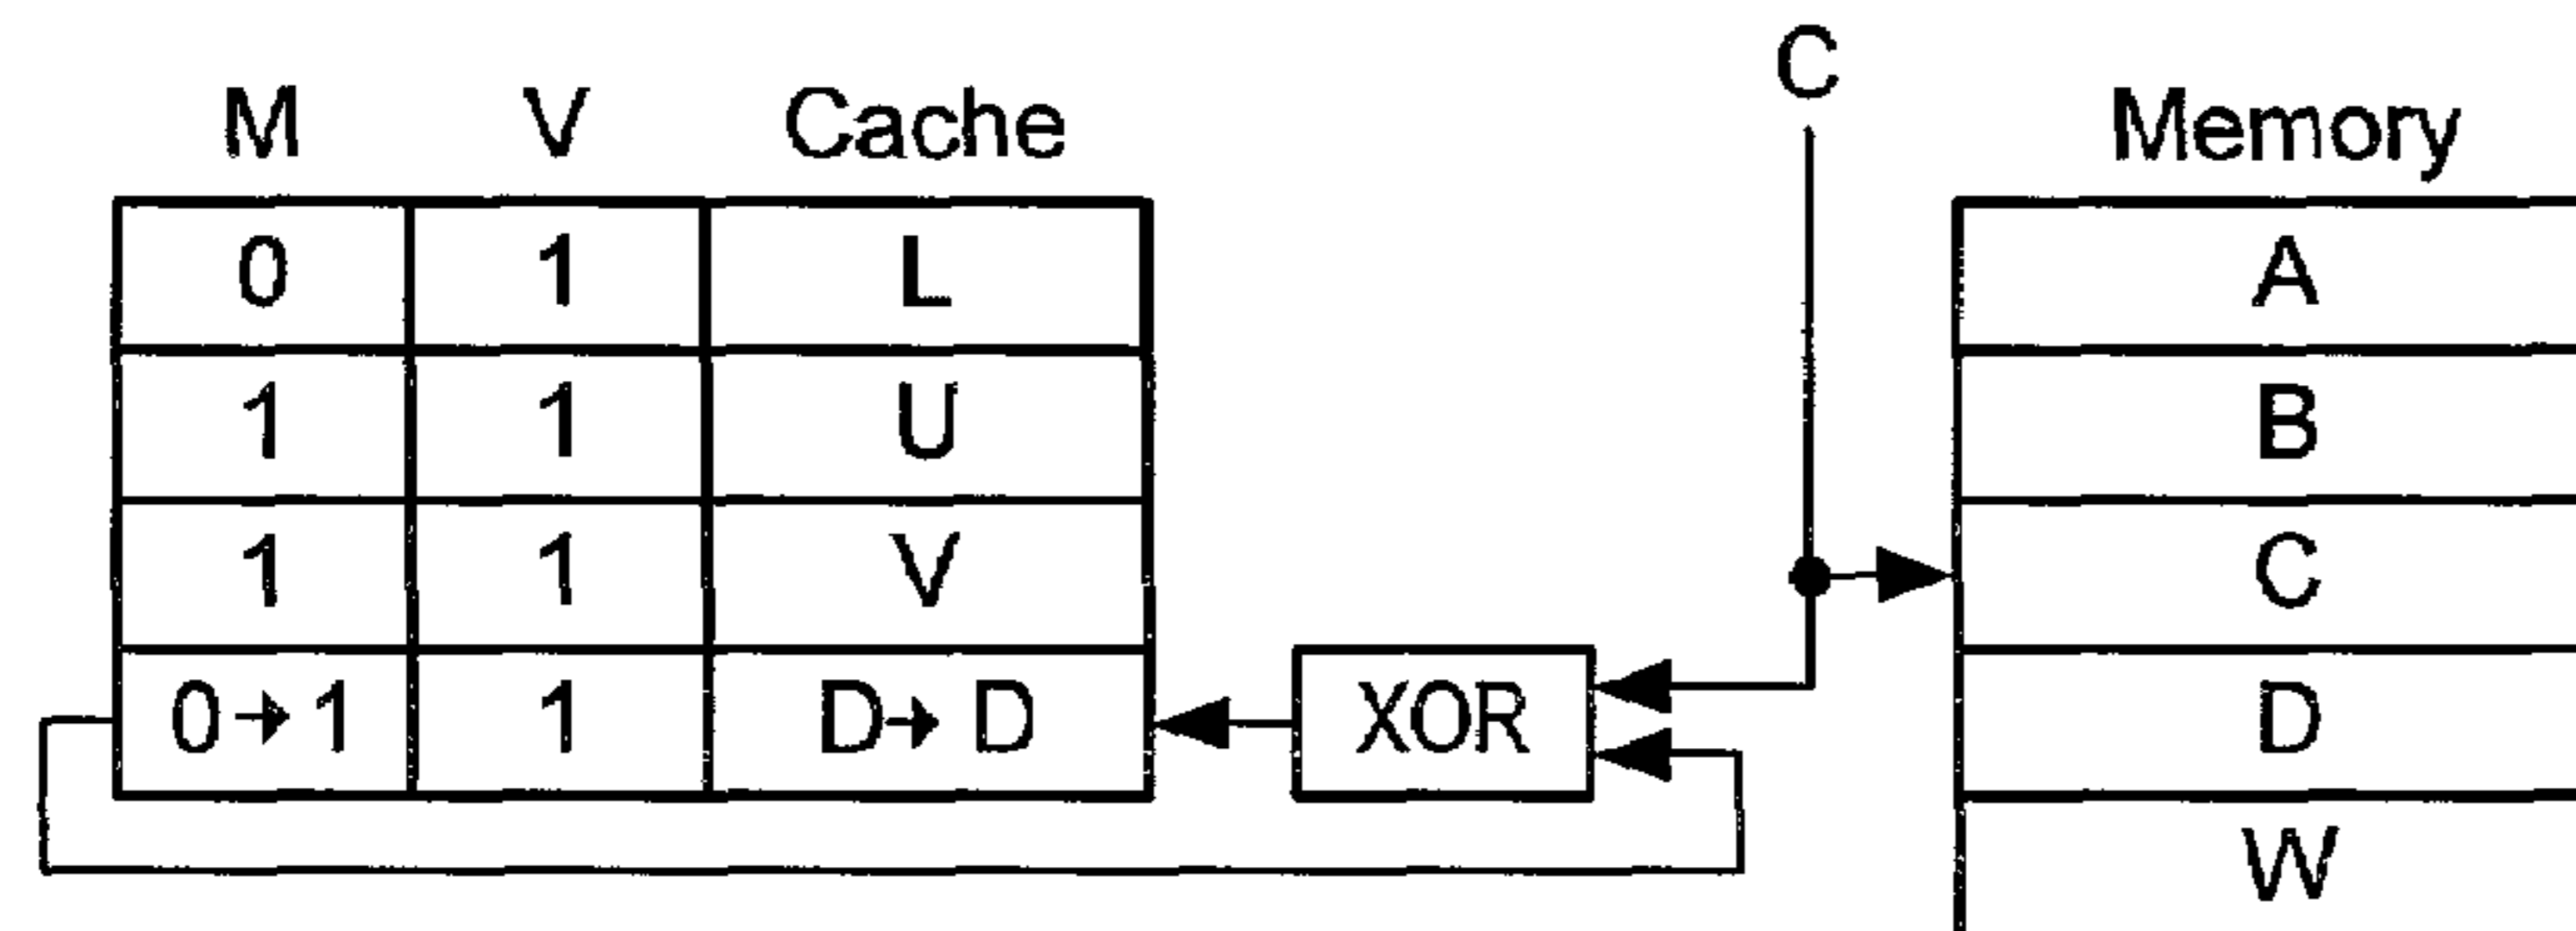 C
M V Cache Memory
0 1 L A
1 1 U B
1 1 V C
0→1 1 D→ D XOR D
W